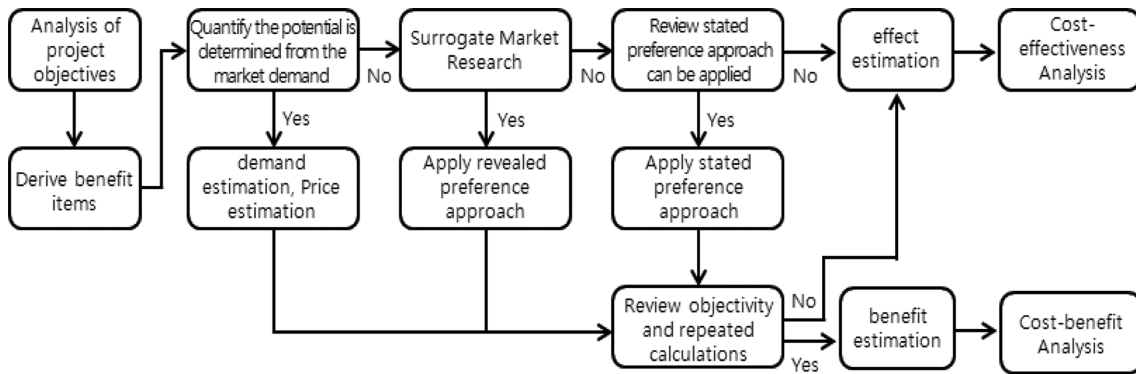 Analysis of
project
objectives
Quantify the potential is
determined from the
market demand
No
Surrogate Market
Research
No
Review stated
preference approach
can be applied
No
effect
estimation
Cost-
effectiveness
Analysis
Yes
Yes
Yes
Derive benefit
items
demand
estimation, Price
estimation
Apply revealed
preference
approach
Apply stated
preference
approach
Review objectivity
and repeated
calculations
No
Yes
benefit
estimation
Cost-benefit
Analysis